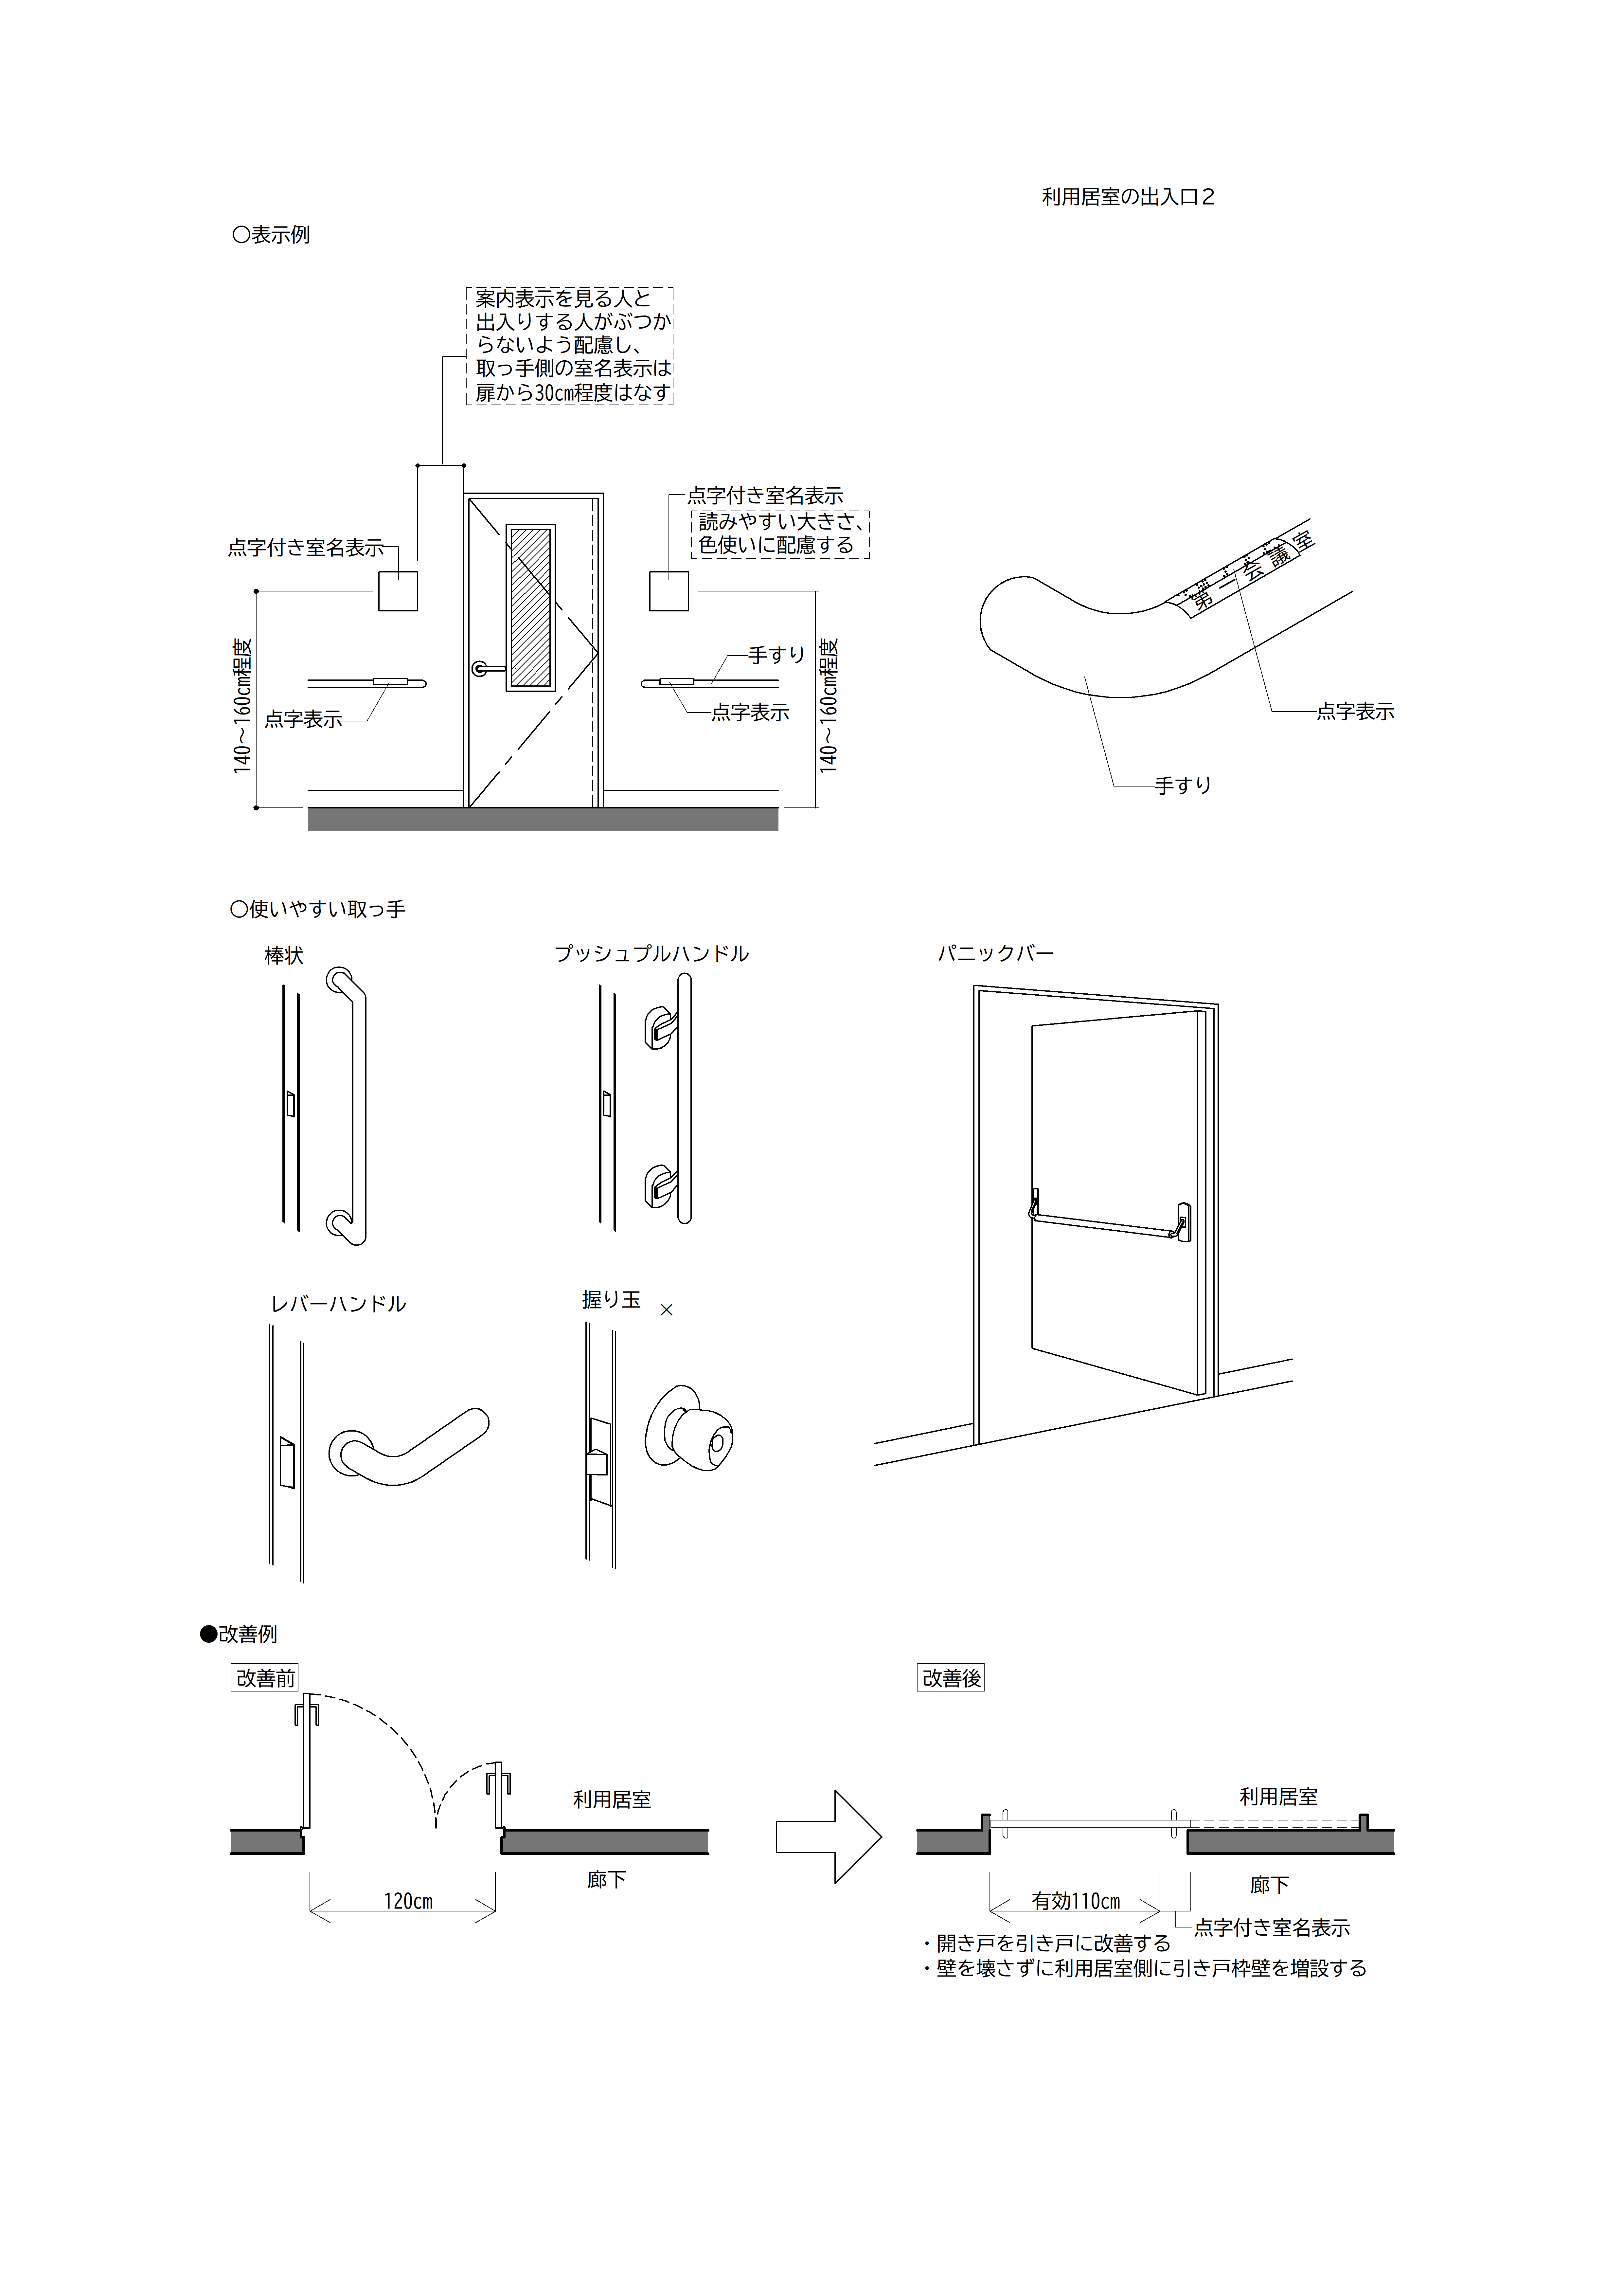 利用居室の出入口２
○表示例
案内表示を見る人と
出入りする人がぶつか
らないよう配慮し、
取っ手側の室名表示は
扉から30cm程度はなす
点字付き室名表示
点字付き室名表示
読みやすい大きさ、
色使いに配慮する
140～160cm程度
点字表示
手すり
点字表示
140～160cm程度
第一会議室
点字表示
手すり
○使いやすい取っ手
棒状
プッシュプルハンドル
パニックバー
レバーハンドル
握り玉 ×
●改善例
改善前
利用居室
廊下
120cm
改善後
利用居室
廊下
有効110cm
点字付き室名表示
・開き戸を引き戸に改善する
・壁を壊さずに利用居室側に引き戸枠壁を増設する